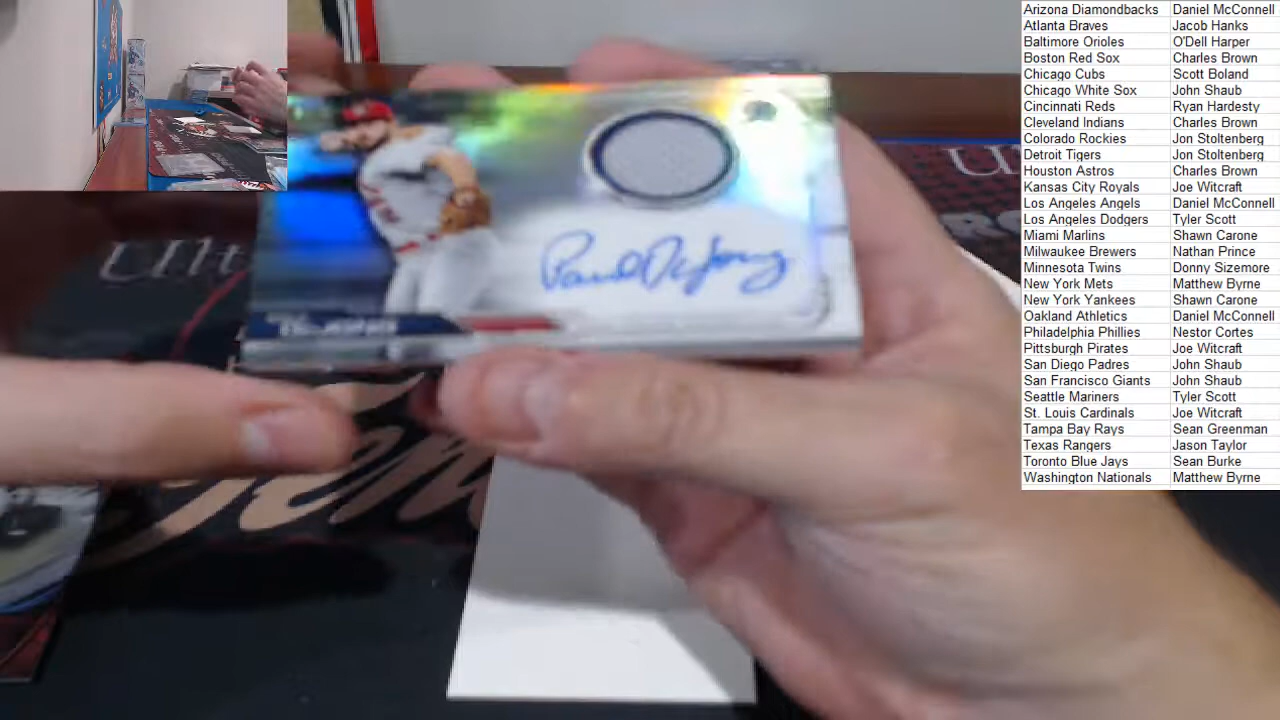 Arizona Diamondbacks Daniel McConnell
Atlanta Braves Jacob Hanks
Baltimore Orioles O'Dell Harper
Boston Red Sox Charles Brown
Chicago Cubs Scott Boland
Chicago White Sox John Shaub
Cincinnati Reds Ryan Hardesty
Cleveland Indians Charles Brown
Colorado Rockies Jon Stoltenberg
Detroit Tigers Jon Stoltenberg
Houston Astros Charles Brown
Kansas City Royals Joe Witcraft
Los Angeles Angels Daniel McConnell
Los Angeles Dodgers Tyler Scott
Miami Marlins Shawn Carone
Milwaukee Brewers Nathan Prince
Minnesota Twins Donny Sizemore
New York Mets Matthew Byrne
New York Yankees Shawn Carone
Oakland Athletics Daniel McConnell
Philadelphia Phillies Nestor Cortes
Pittsburgh Pirates Joe Witcraft
San Diego Padres John Shaub
San Francisco Giants John Shaub
Seattle Mariners Tyler Scott
St. Louis Cardinals Joe Witcraft
Tampa Bay Rays Sean Greenman
Texas Rangers Jason Taylor
Toronto Blue Jays Sean Burke
Washington Nationals Matthew Byrne
Paul DeJong
DeJONG
Ult